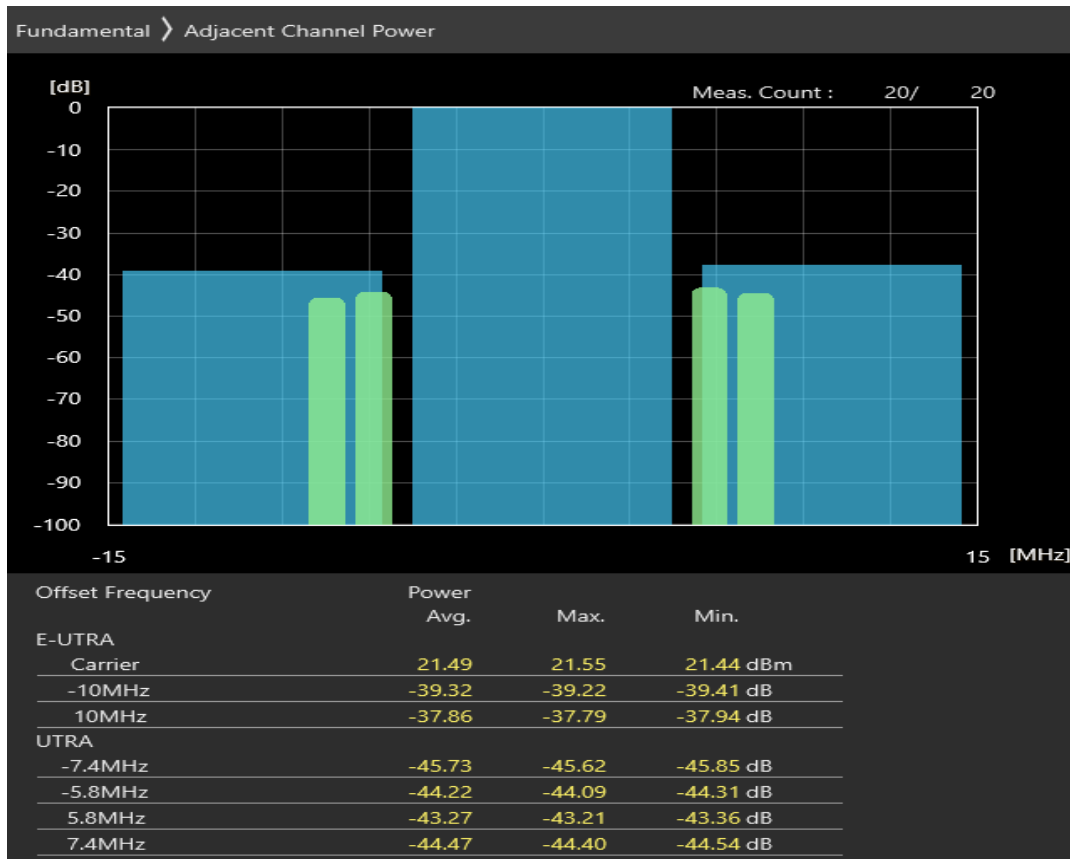 Fundamental 》 Adjacent Channel Power
[dB]
Meas. Count : 20/ 20
0
-10
-20
-30
-40
-50
-60
-70
-80
-90
-100
-15 15 [MHz]
Offset Frequency Power
Avg. Max. Min.
E-UTRA
Carrier 21.49 21.55 21.44 dBm
-10MHz -39.32 -39.22 -39.41 dB
10MHz -37.86 -37.79 -37.94 dB
UTRA
-7.4MHz -45.73 -45.62 -45.85 dB
-5.8MHz -44.22 -44.09 -44.31 dB
5.8MHz -43.27 -43.21 -43.36 dB
7.4MHz -44.47 -44.40 -44.54 dB